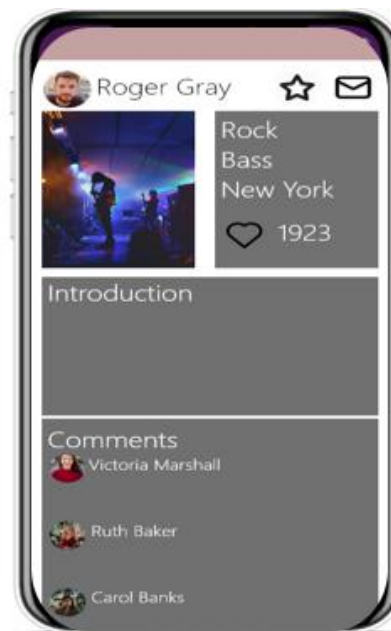 Roger Gray
Rock
Bass
New York
1923
Introduction
Comments
Victoria Marshall
Ruth Baker
Carol Banks